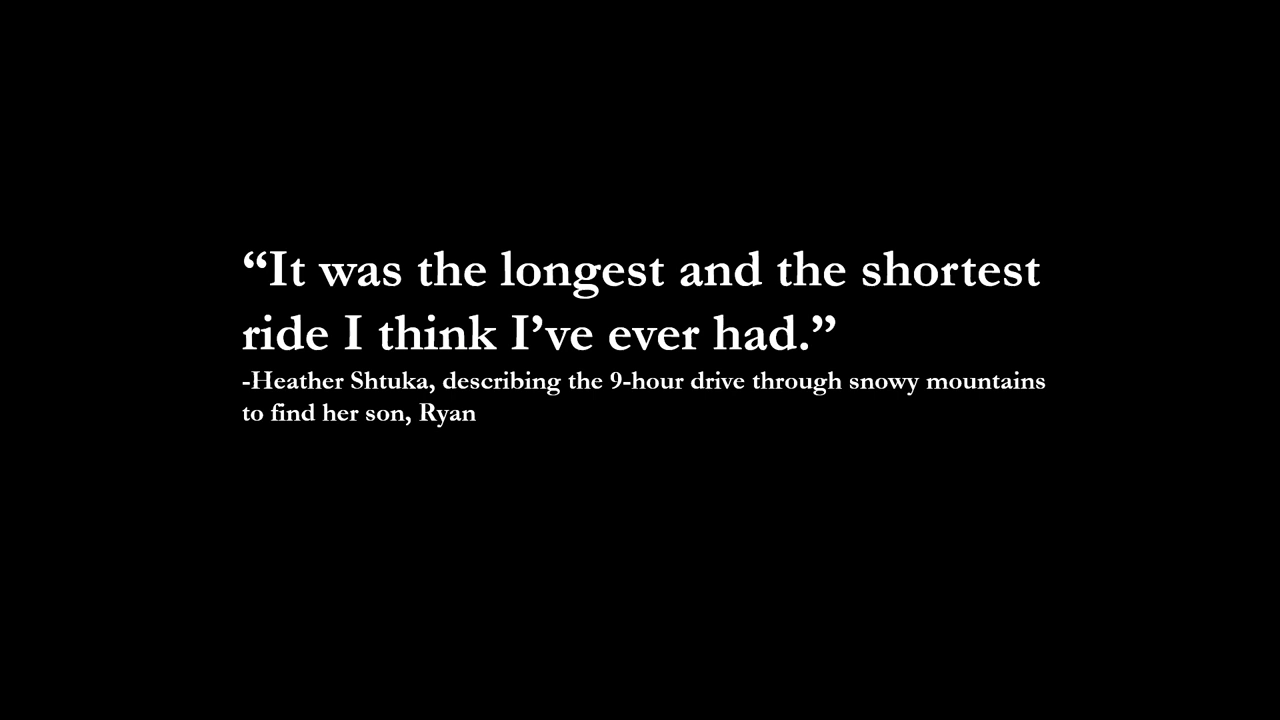 “It was the longest and the shortest
ride I think I’ve ever had.”
-Heather Shtuka, describing the 9-hour drive through snowy mountains
to find her son, Ryan